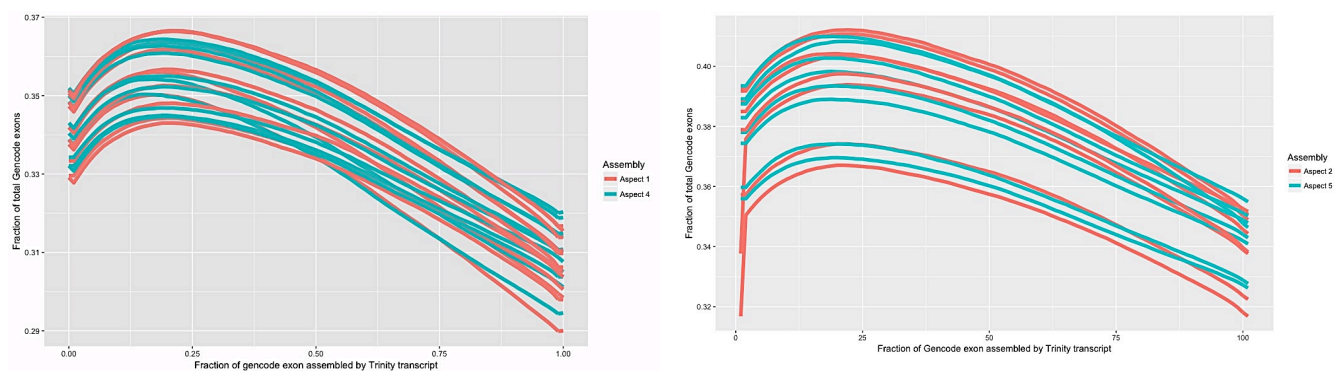 0.37
0.35
0.33
0.31
0.29
Fraction of total Gencode exons
0.00 0.25 0.50 0.75 1.00
Fraction of gencode exon assembled by Trinity transcript
Assembly
Aspect 1
Aspect 4
0.40
0.38
0.36
0.34
0.32
Fraction of total Gencode exons
0 25 50 75 100
Fraction of Gencode exon assembled by Trinity transcript
Assembly
Aspect 2
Aspect 5